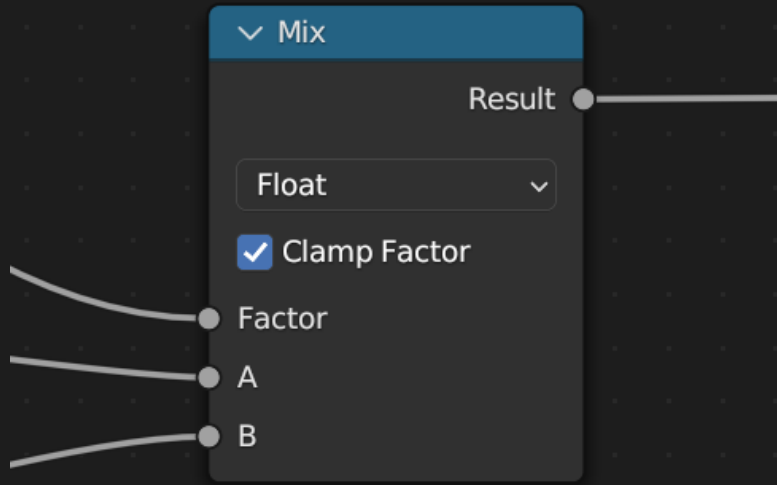 Mix
Result
Float
Clamp Factor
Factor
A
B